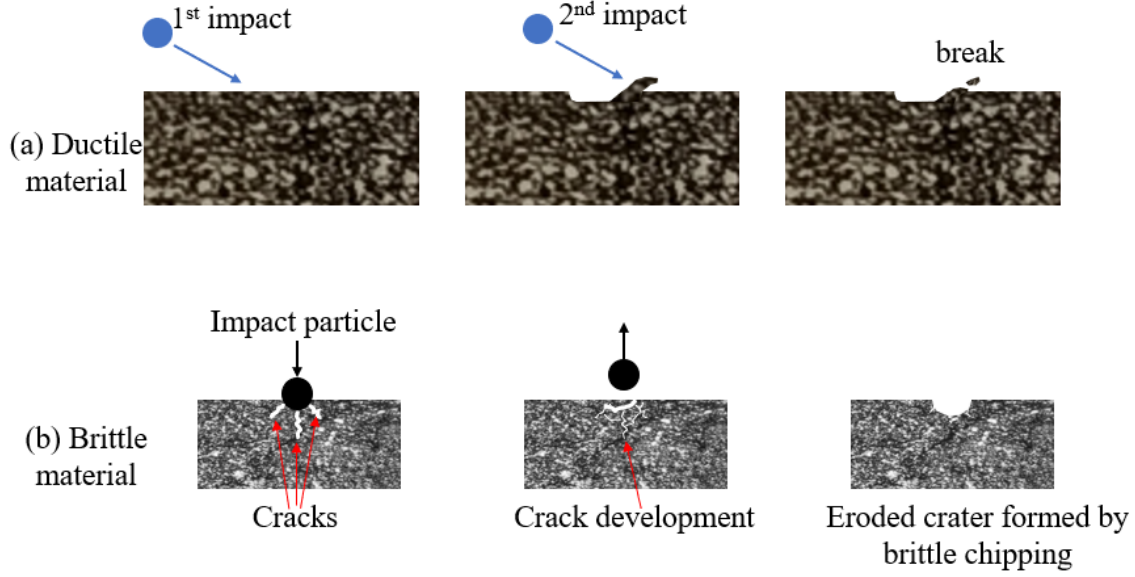 1st impact
2nd impact
break
(a) Ductile
material
Impact particle
(b) Brittle
material
Cracks
Crack development
Eroded crater formed by
brittle chipping